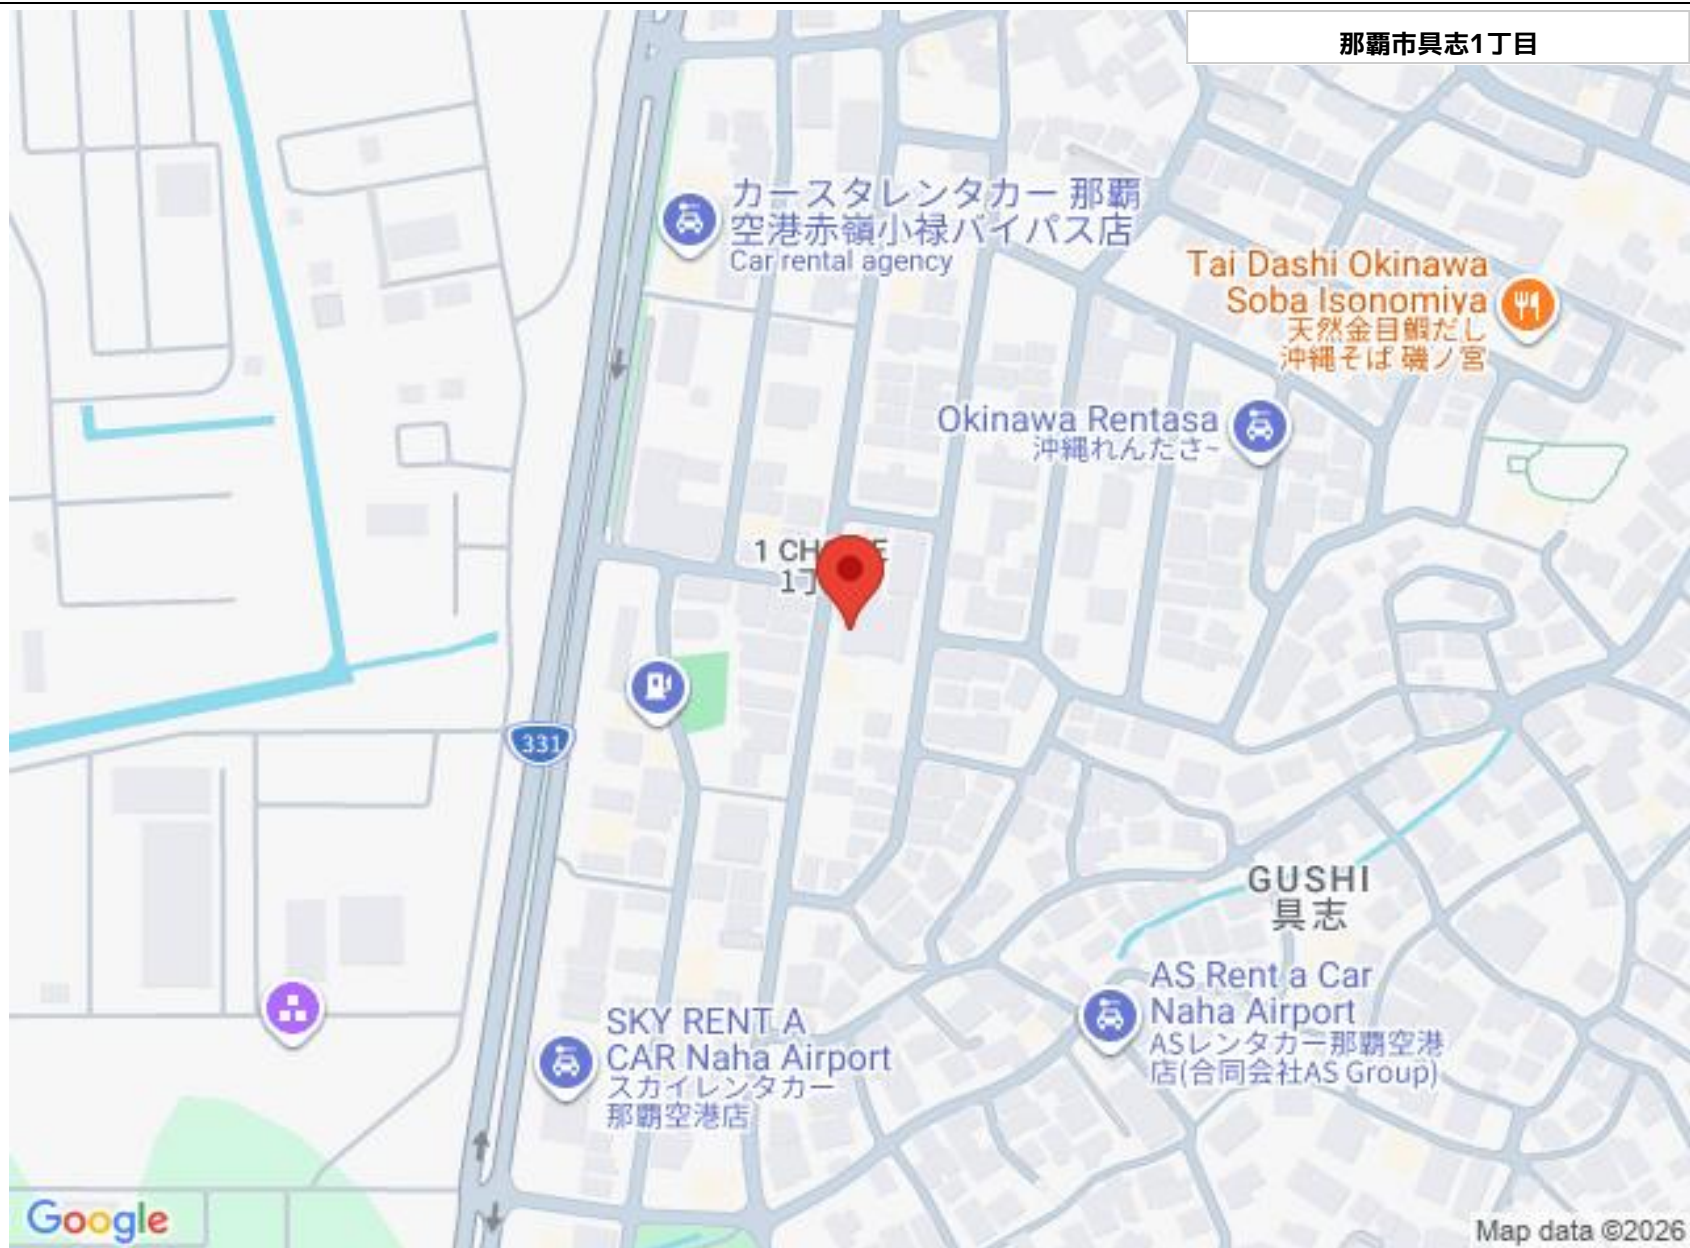 那覇市具志1丁目
カースタレンタカー 那覇
空港赤嶺小禄バイパス店
Car rental agency
Tai Dashi Okinawa
Soba Isonomiya
天然金目鯛だし
沖縄そば 磯ノ宮
Okinawa Rentasa
沖縄れんたさ~
1丁
331
GUSHI
具志
AS Rent a Car
Naha Airport
ASレンタカー那覇空港
店(合同会社AS Group)
SKY RENT A
CAR Naha Airport
スカイレンタカー
那覇空港店
Google
Map data ©2026